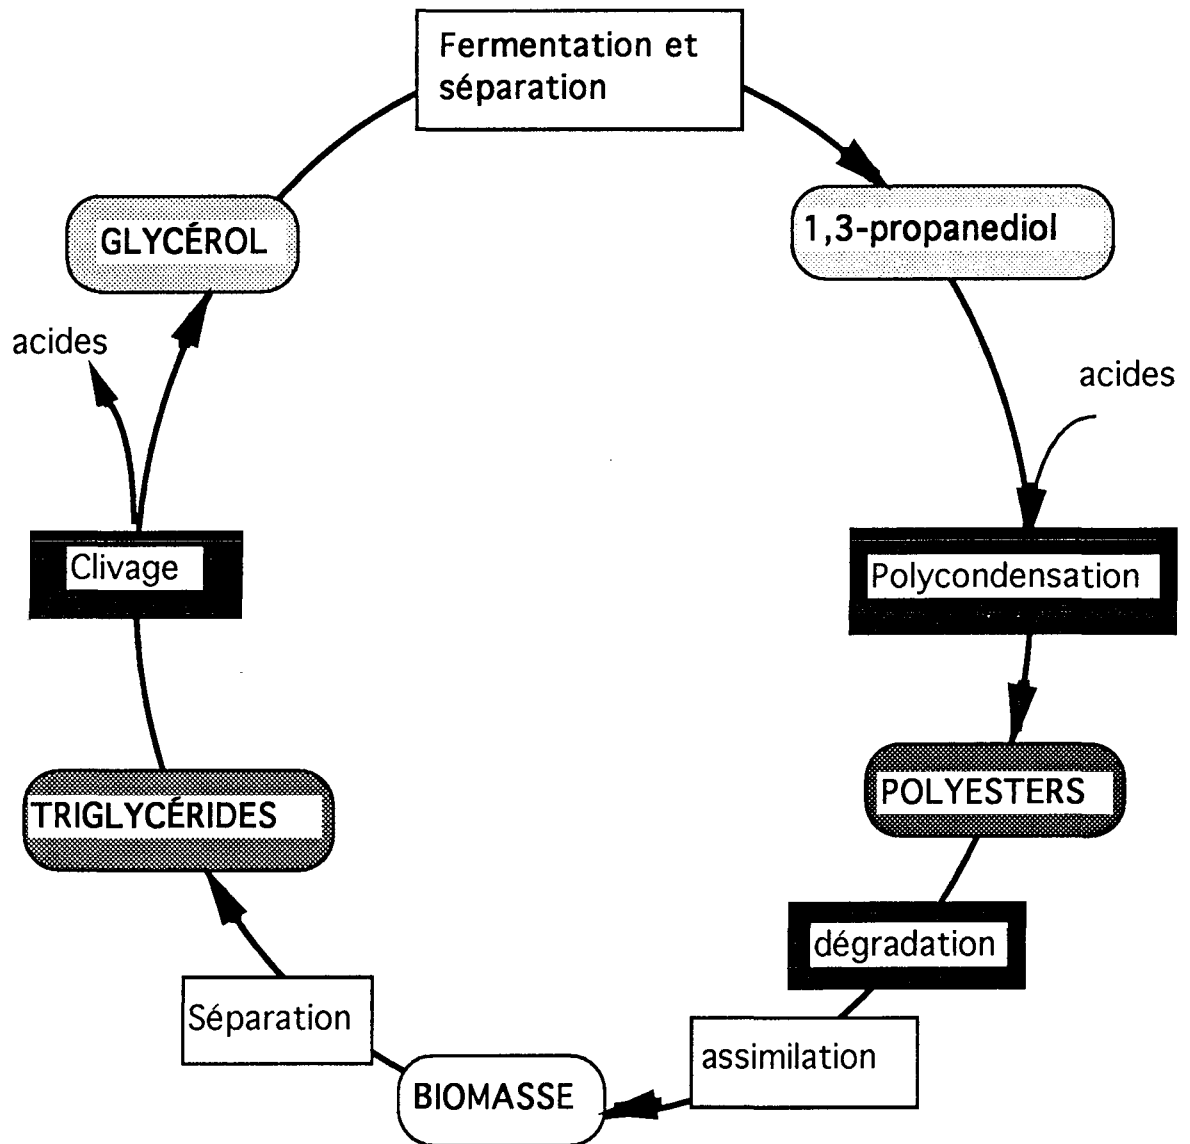 Fermentation et
séparation
GLYCÉROL
1,3-propanediol
acides
acides
Clivage
Polycondensation
TRIGLYCÉRIDES
POLYESTERS
dégradation
Séparation
assimilation
BIOMASSE